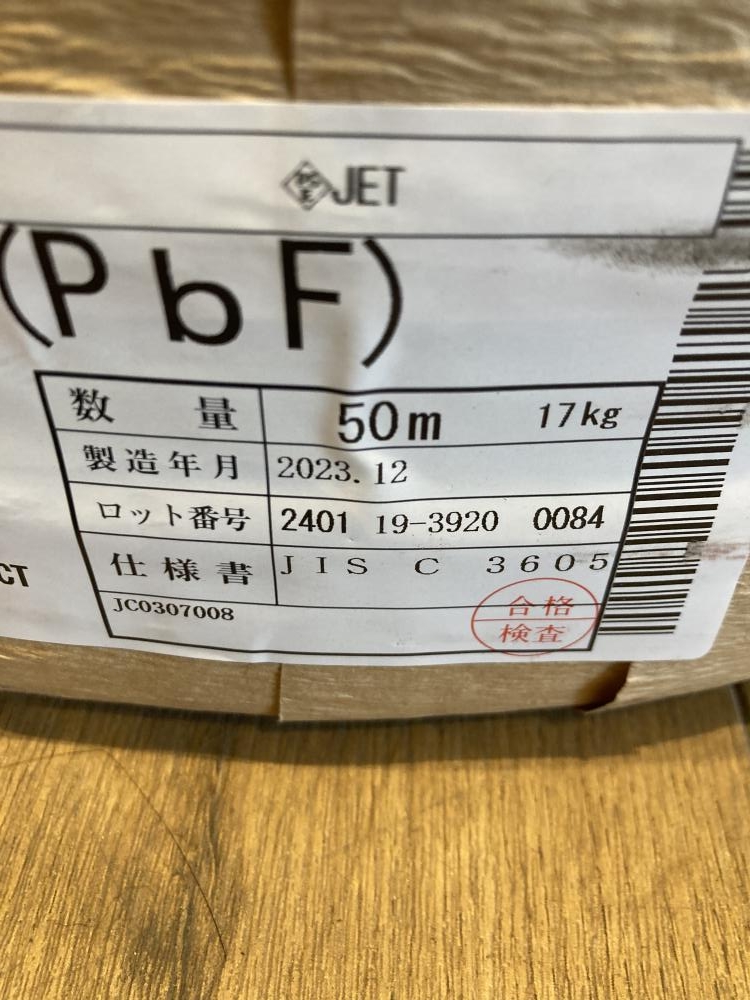 PS E JET
(PbF)
数量 50m 17kg
製造年月 2023.12
ロット番号 2401 19-3920 0084
仕様書 JIS C 3605
CT
JC0307008
合格
検査